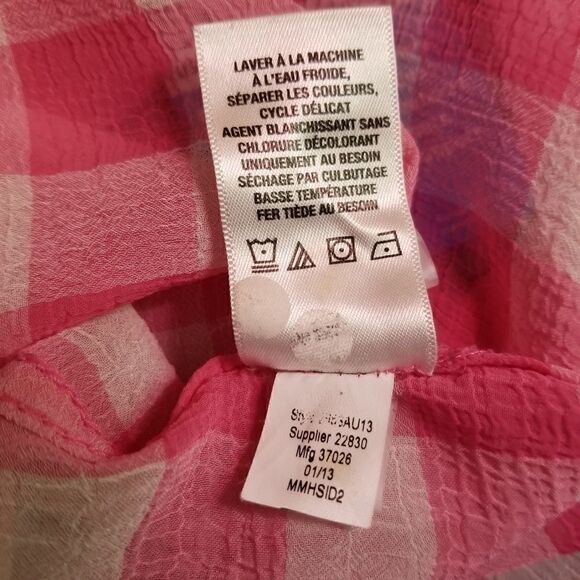 LAVER À LA MACHINE
À L'EAU FROIDE,
SÉPARER LES COULEURS,
CYCLE DÉLICAT
AGENT BLANCHISSANT SANS
CHLORURE DÉCOLORANT
UNIQUEMENT AU BESOIN
SÉCHAGE PAR CULBUTAGE
BASSE TEMPÉRATURE
FER TIÈDE AU BESOIN
Style
Supplier 22830
Mfg 37026
01/13
MMHSID2